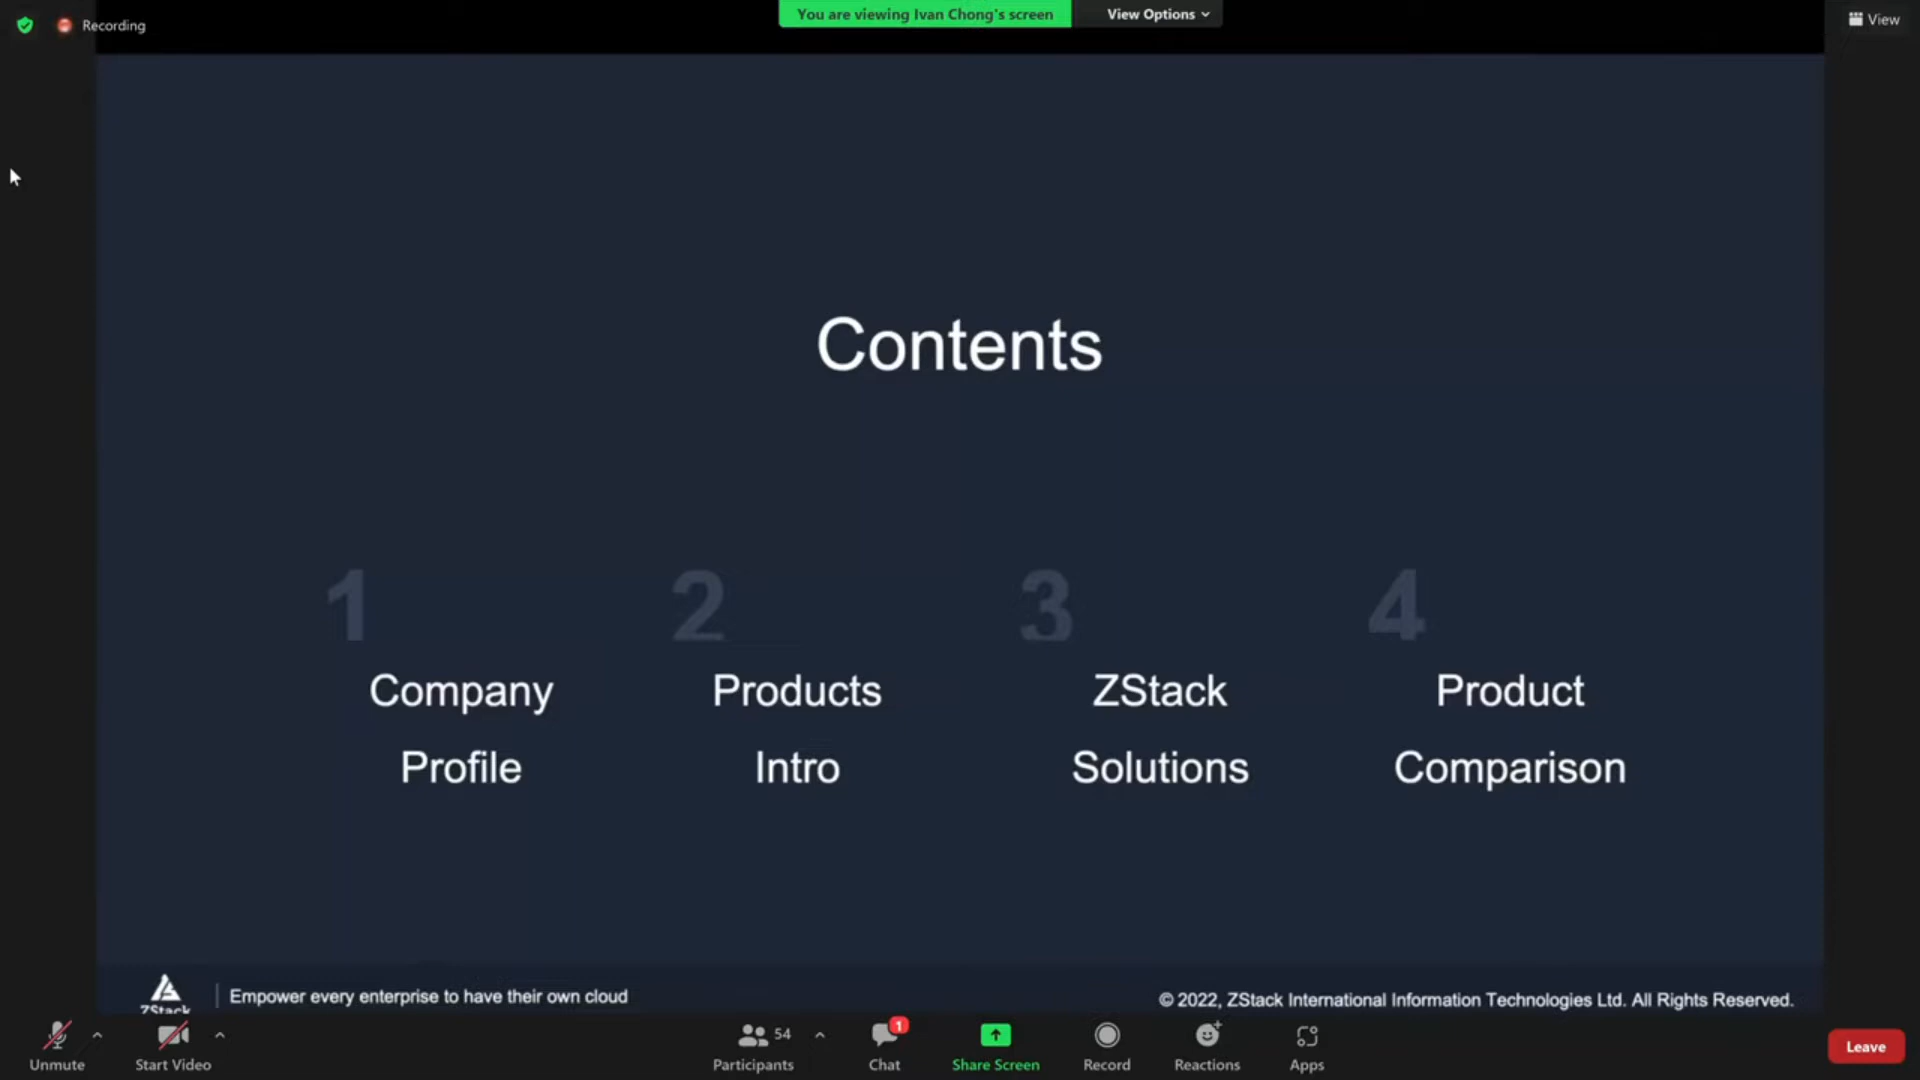 Recording
You are viewing Ivan Chong's screen
View Options
View
Contents
1
2
3
4
Company
Profile
Products
Intro
ZStack
Solutions
Product
Comparison
ZStack
Empower every enterprise to have their own cloud
© 2022, ZStack International Information Technologies Ltd. All Rights Reserved.
Unmute
Start Video
54
Participants
1
Chat
Share Screen
Record
Reactions
Apps
Leave